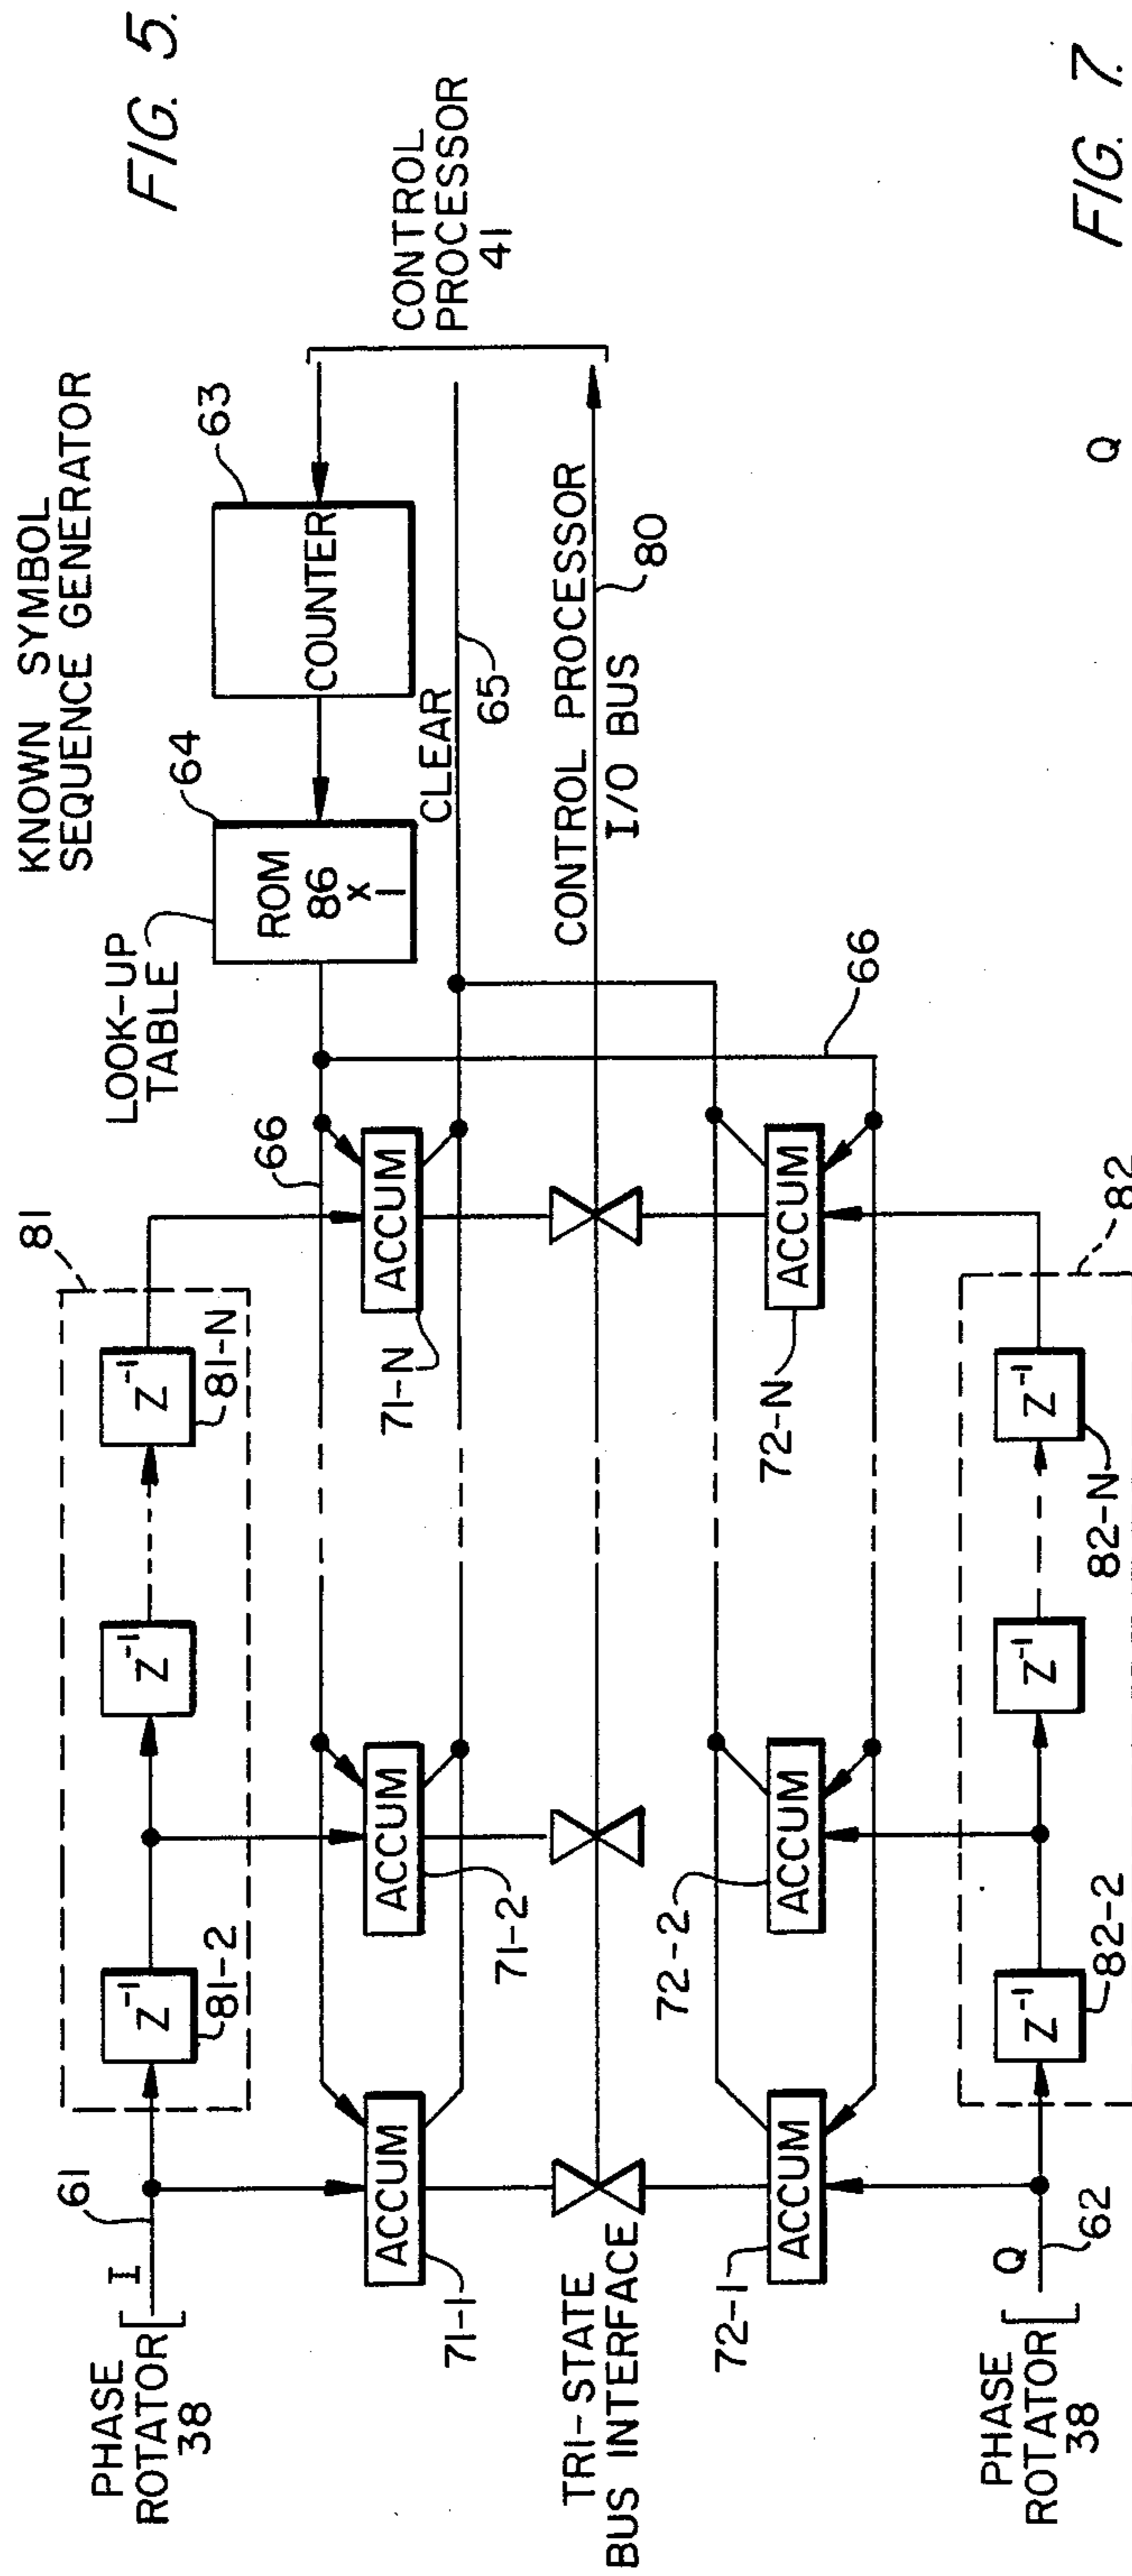 FIG. 5.
KNOWN SYMBOL
SEQUENCE GENERATOR
LOOK-UP
TABLE
64
63
ROM
86
x
1
COUNTER
CONTROL
PROCESSOR
41
CLEAR
65
66
CONTROL PROCESSOR
I/O BUS
80
66
PHASE
ROTATOR
38
I
61
81
Z⁻¹
81-2
Z⁻¹
Z⁻¹
81-N
ACCUM
71-1
ACCUM
71-2
ACCUM
71-N
TRI-STATE
BUS INTERFACE
ACCUM
72-1
ACCUM
72-2
ACCUM
72-N
PHASE
ROTATOR
38
Q
62
Z⁻¹
82-2
Z⁻¹
Z⁻¹
82-N
82
Q
FIG. 7.